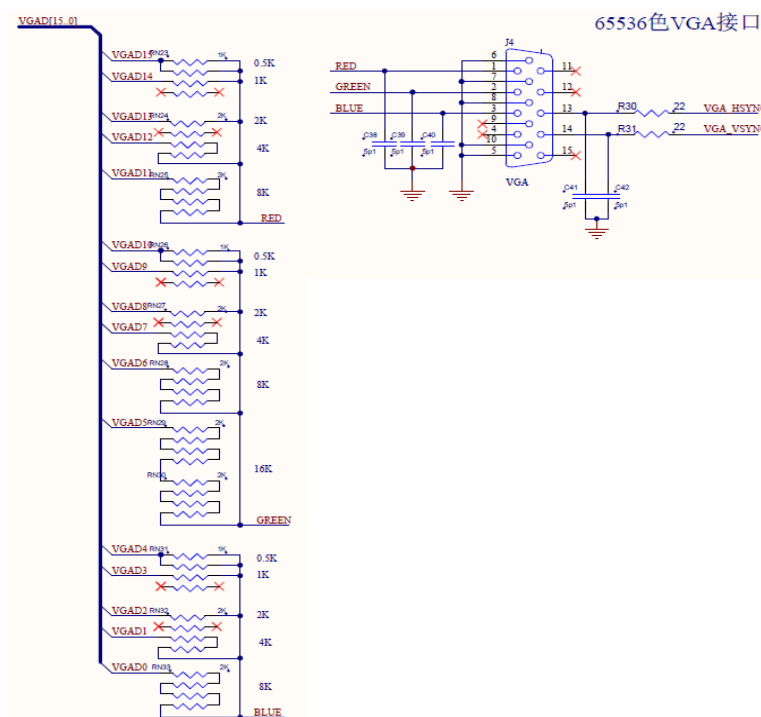 VGAD[15..0]
65536色VGA接口
VGAD15 RN23 1K 0.5K
VGAD14 1K
VGAD13 RN24 2K 2K
VGAD12 4K
VGAD11 RN25 2K 8K
RED
VGAD10 RN26 1K 0.5K
VGAD9 1K
VGAD8 RN27 2K 2K
VGAD7 4K
VGAD6 RN28 2K 8K
VGAD5 RN29 2K
RN30 2K 16K
GREEN
VGAD4 RN31 1K 0.5K
VGAD3 1K
VGAD2 RN32 2K 2K
VGAD1 4K
VGAD0 RN33 2K 8K
BLUE
J4
RED
GREEN
BLUE
6
1
7
2
8
3
9
4
10
5
11
12
13
14
15
VGA
C38 C39 C40
5p1 5p1 5p1
R30 22 VGA_HSYNC
R31 22 VGA_VSYNC
C41 C42
5p1 5p1